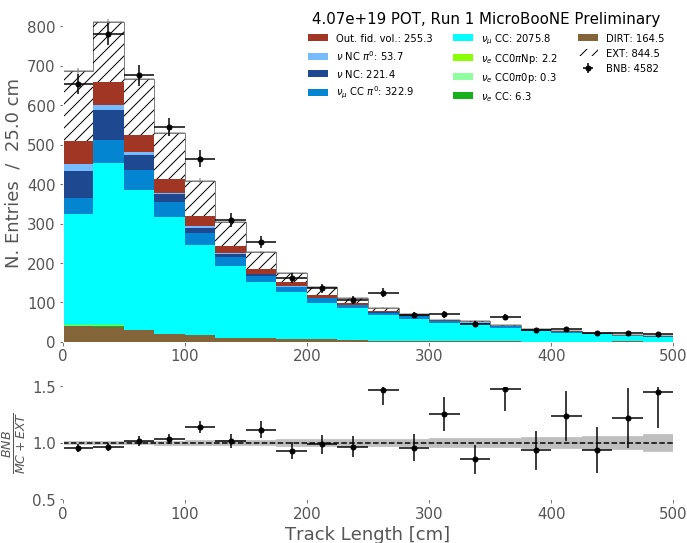 4.07e+19 POT, Run 1 MicroBooNE Preliminary
Out. fid. vol.: 255.3
ν NC π⁰: 53.7
ν NC: 221.4
ν_μ CC π⁰: 322.9
ν_μ CC: 2075.8
ν_e CC0πNp: 2.2
ν_e CC0π0p: 0.3
ν_e CC: 6.3
DIRT: 164.5
EXT: 844.5
BNB: 4582
N. Entries / 25.0 cm
800
700
600
500
400
300
200
100
0
0 100 200 300 400 500
BNB
MC + EXT
1.5
1.0
0.5
0 100 200 300 400 500
Track Length [cm]